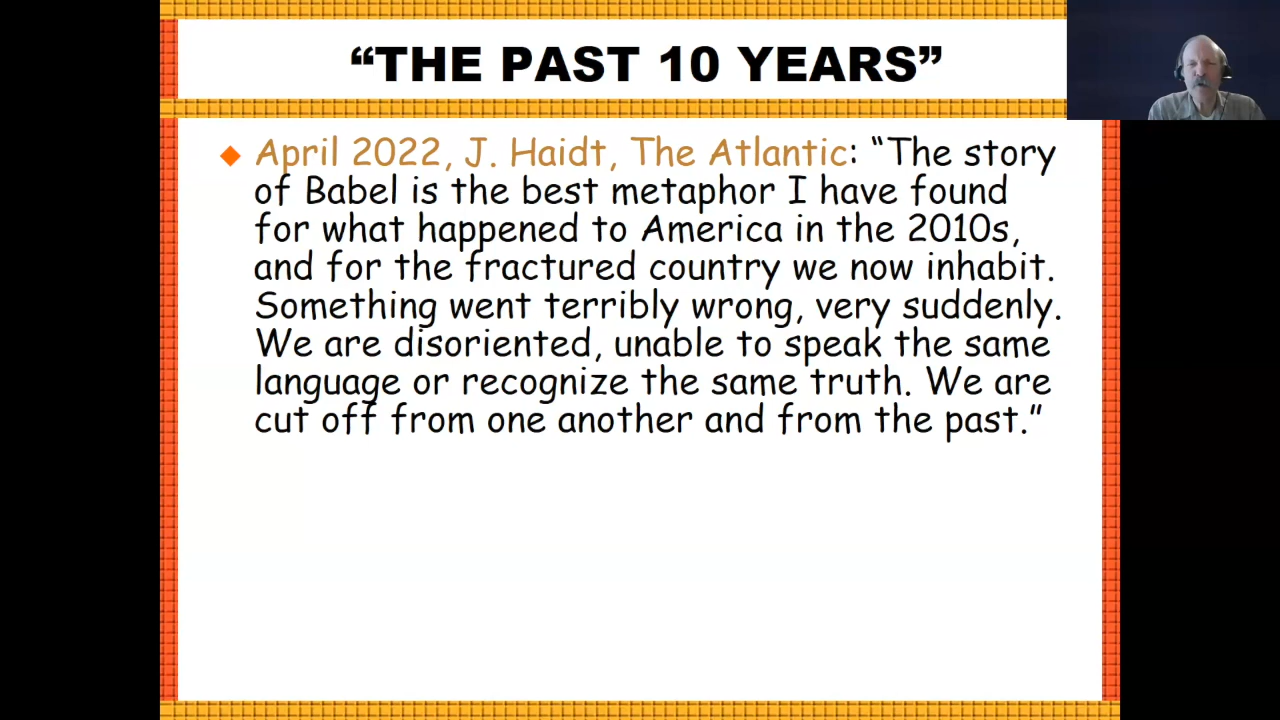 “THE PAST 10 YEARS”
April 2022, J. Haidt, The Atlantic: “The story
of Babel is the best metaphor I have found
for what happened to America in the 2010s,
and for the fractured country we now inhabit.
Something went terribly wrong, very suddenly.
We are disoriented, unable to speak the same
language or recognize the same truth. We are
cut off from one another and from the past.”